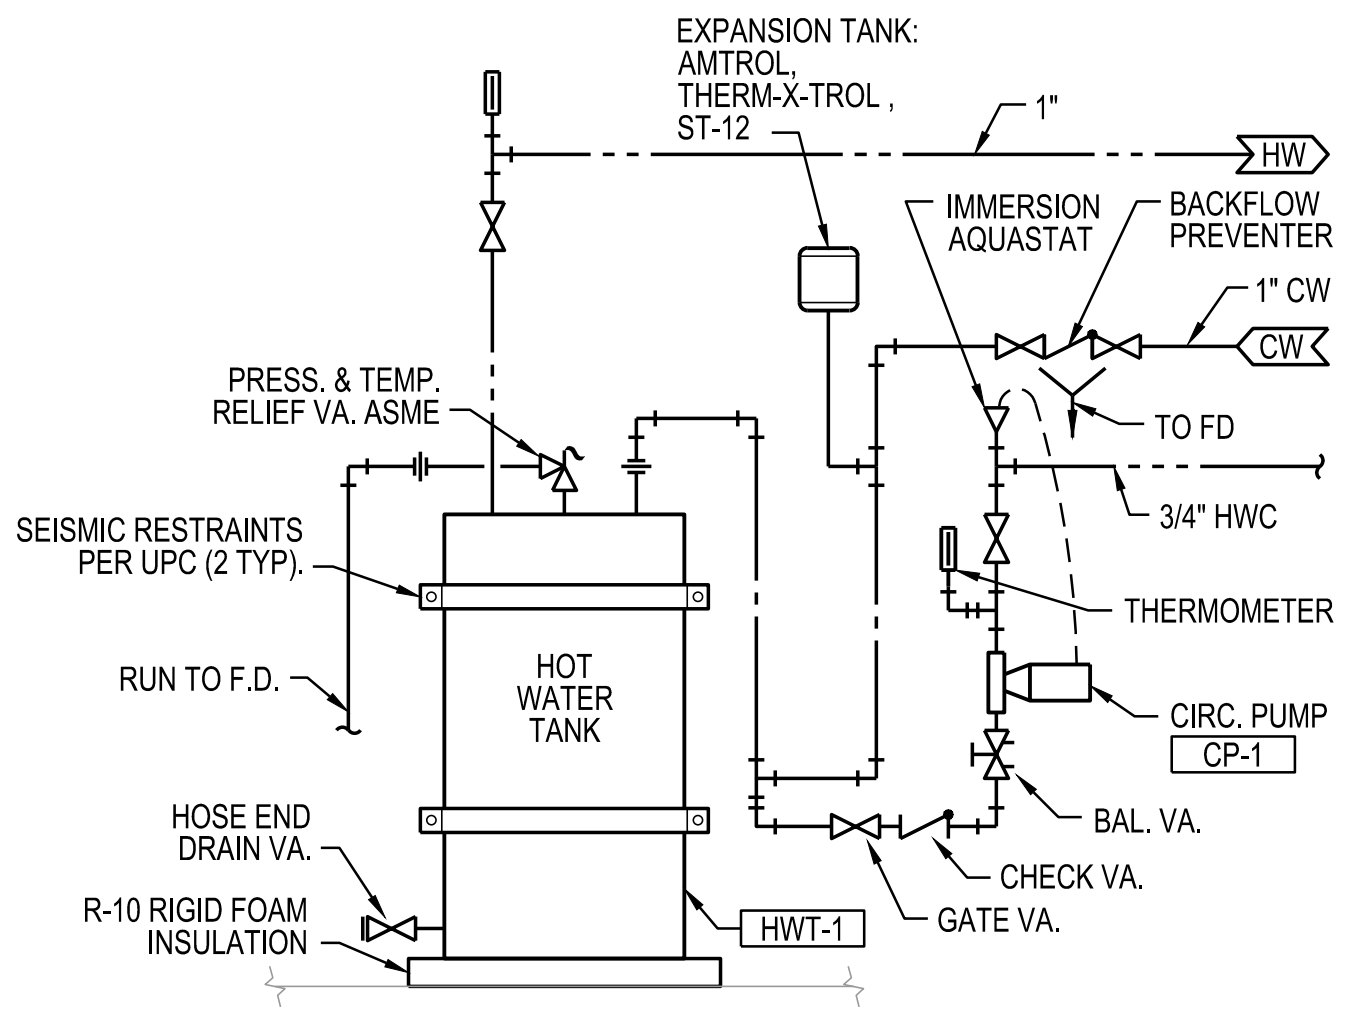 EXPANSION TANK:
AMTROL,
THERM-X-TROL ,
ST-12
1"
HW
IMMERSION
AQUASTAT
BACKFLOW
PREVENTER
1" CW
CW
PRESS. & TEMP.
RELIEF VA. ASME
TO FD
3/4" HWC
SEISMIC RESTRAINTS
PER UPC (2 TYP).
THERMOMETER
RUN TO F.D.
HOT
WATER
TANK
CIRC. PUMP
CP-1
HOSE END
DRAIN VA.
BAL. VA.
CHECK VA.
GATE VA.
R-10 RIGID FOAM
INSULATION
HWT-1